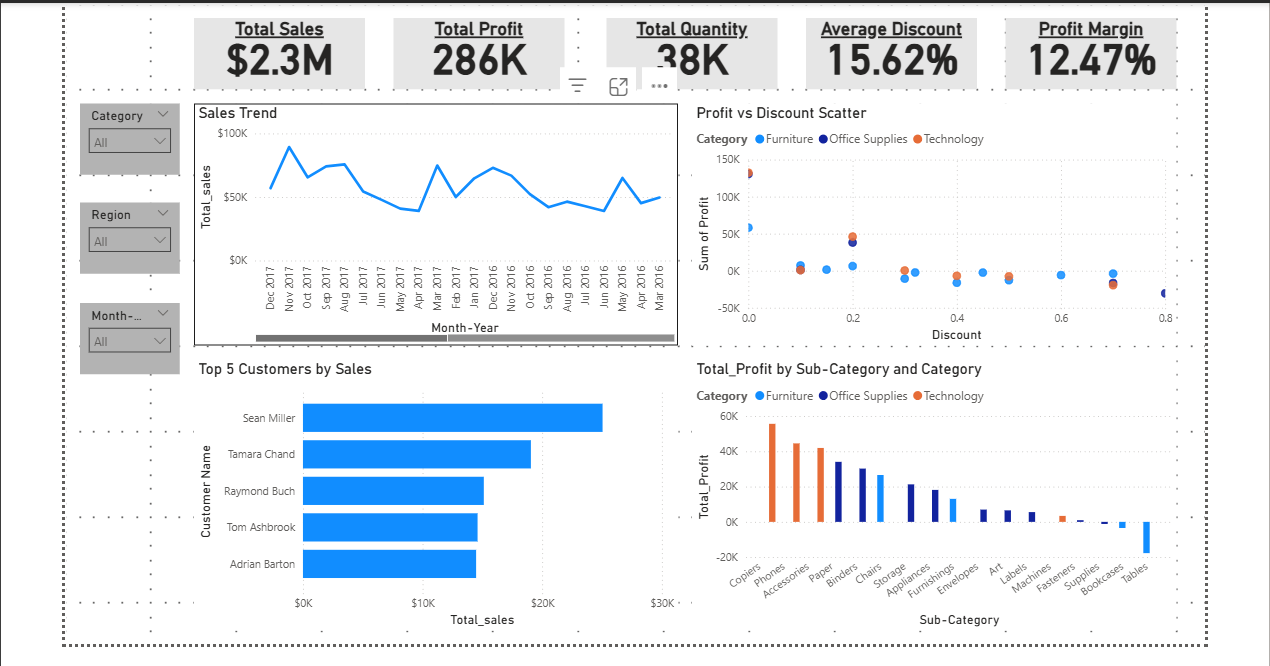 Total Sales
$2.3M
Total Profit
286K
Total Quantity
38K
Average Discount
15.62%
Profit Margin
12.47%
Category
All
Region
All
Month-...
All
Sales Trend
$100K
$50K
$0K
Total_sales
Dec 2017
Nov 2017
Oct 2017
Sep 2017
Aug 2017
Jul 2017
Jun 2017
May 2017
Apr 2017
Mar 2017
Feb 2017
Jan 2017
Dec 2016
Nov 2016
Oct 2016
Sep 2016
Aug 2016
Jul 2016
Jun 2016
May 2016
Apr 2016
Mar 2016
Month-Year
Profit vs Discount Scatter
Category Furniture Office Supplies Technology
150K
100K
50K
0K
-50K
Sum of Profit
0.0 0.2 0.4 0.6 0.8
Discount
Top 5 Customers by Sales
Customer Name
Sean Miller
Tamara Chand
Raymond Buch
Tom Ashbrook
Adrian Barton
$0K $10K $20K $30K
Total_sales
Total_Profit by Sub-Category and Category
Category Furniture Office Supplies Technology
60K
40K
20K
0K
-20K
Total_Profit
Copiers
Phones
Accessories
Paper
Binders
Chairs
Storage
Appliances
Furnishings
Envelopes
Art
Labels
Machines
Fasteners
Supplies
Bookcases
Tables
Sub-Category